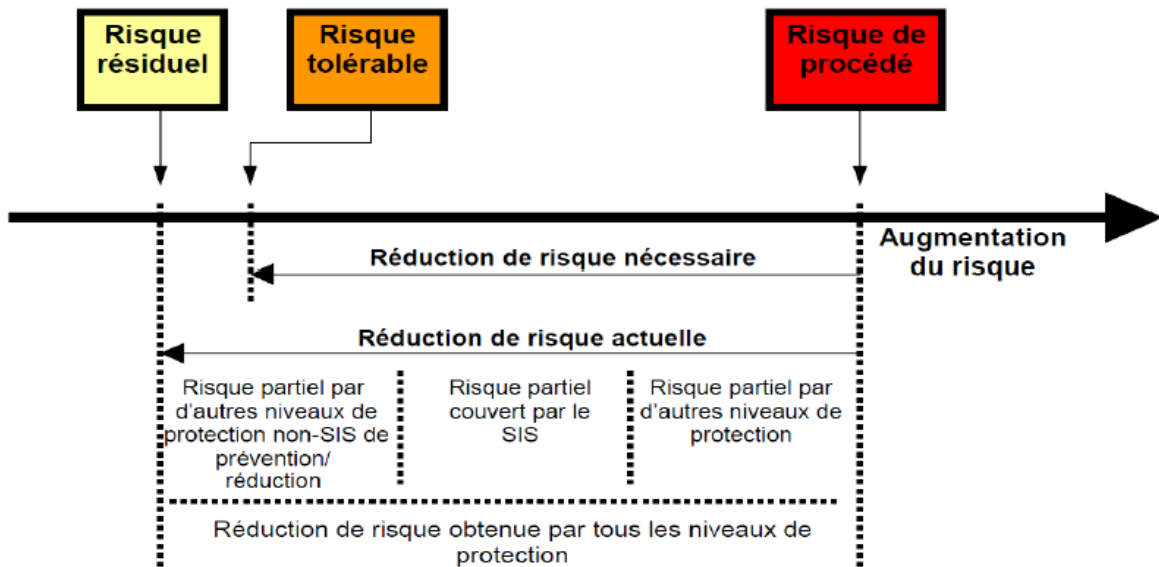 Risque
résiduel
Risque
tolérable
Risque de
procédé
Augmentation
du risque
Réduction de risque nécessaire
Réduction de risque actuelle
Risque partiel par
d'autres niveaux de
protection non-SIS de
prévention/
réduction
Risque partiel
couvert par le
SIS
Risque partiel par
d'autres niveaux de
protection
Réduction de risque obtenue par tous les niveaux de
protection